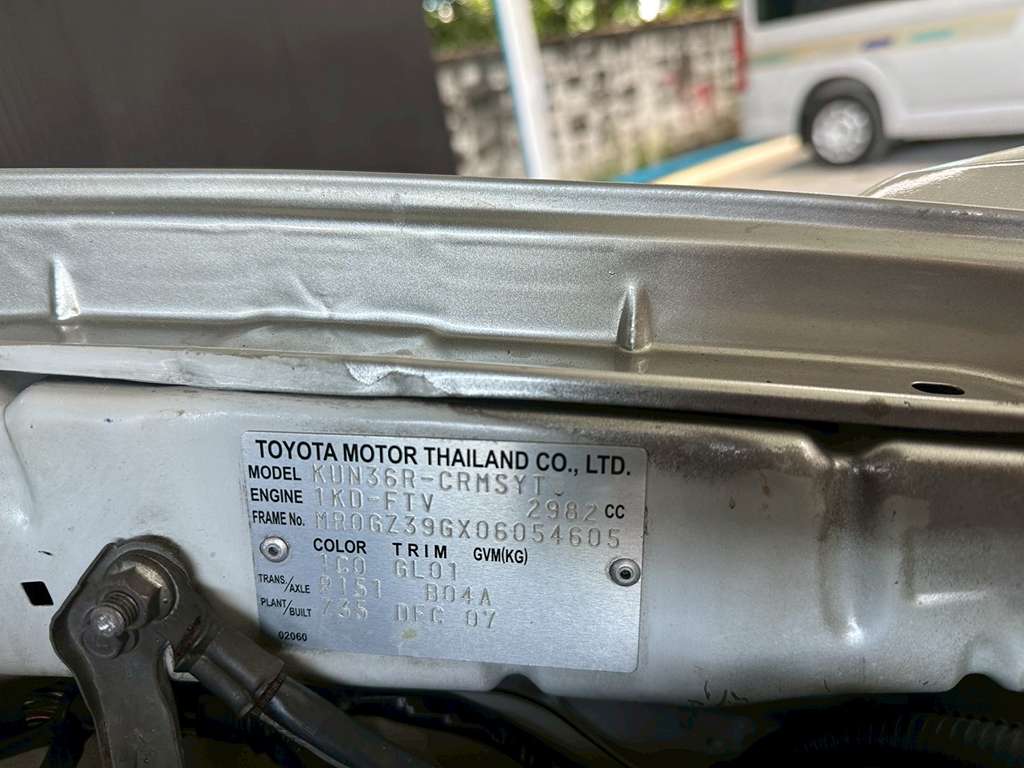 TOYOTA MOTOR THAILAND CO., LTD.
MODEL KUN36R-CRMSYT
ENGINE 1KD-FTV 2982 CC
FRAME No. MR0GZ39GX06054605
COLOR TRIM GVM(KG)
1C0 GL01
TRANS/AXLE R151 B04A
PLANT/BUILT /35 DEC 07
02060